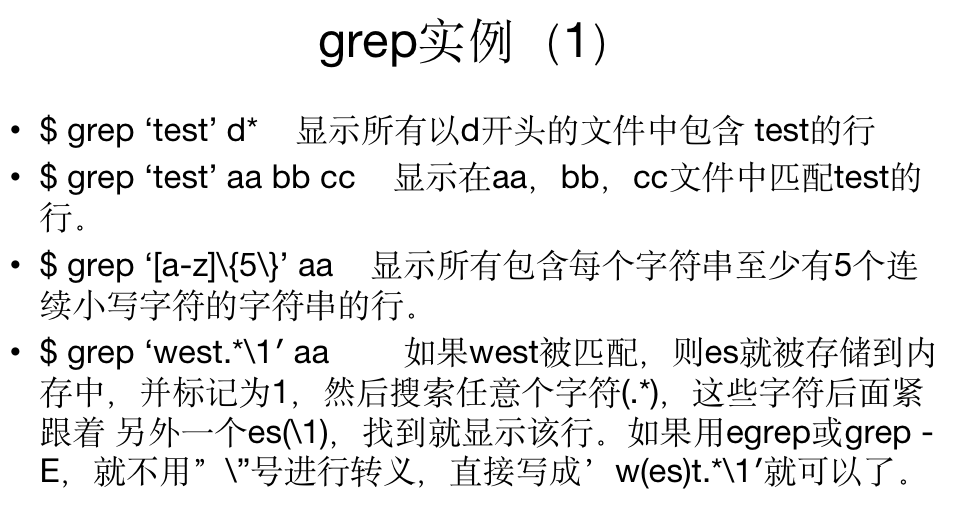 grep实例（1）
• $ grep ‘test’ d* 显示所有以d开头的文件中包含 test的行
• $ grep ‘test’ aa bb cc 显示在aa，bb，cc文件中匹配test的
行。
• $ grep ‘[a-z]\{5\}’ aa 显示所有包含每个字符串至少有5个连
续小写字符的字符串的行。
• $ grep ‘west.*\1′ aa 如果west被匹配，则es就被存储到内
存中，并标记为1，然后搜索任意个字符(.*)，这些字符后面紧
跟着 另外一个es(\1)，找到就显示该行。如果用egrep或grep -
E，就不用”\”号进行转义，直接写成’w(es)t.*\1′就可以了。